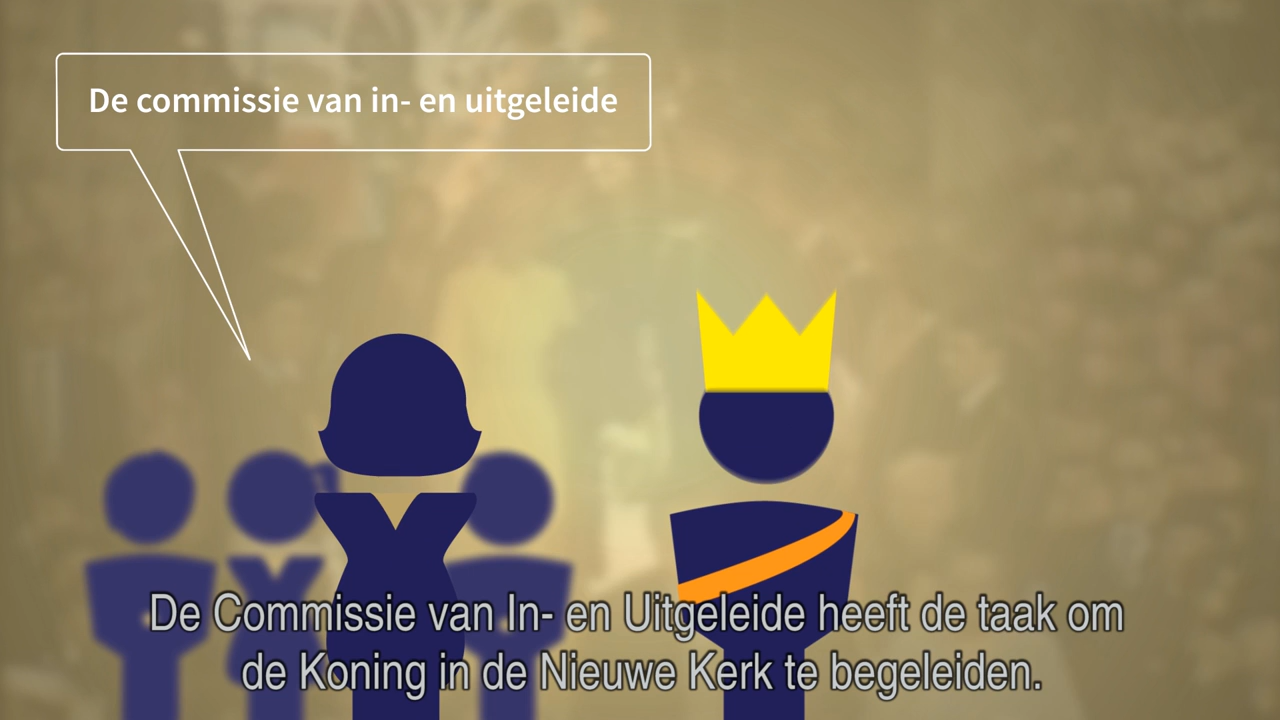 De commissie van in- en uitgeleide
De Commissie van In- en Uitgeleide heeft de taak om
de Koning in de Nieuwe Kerk te begeleiden.